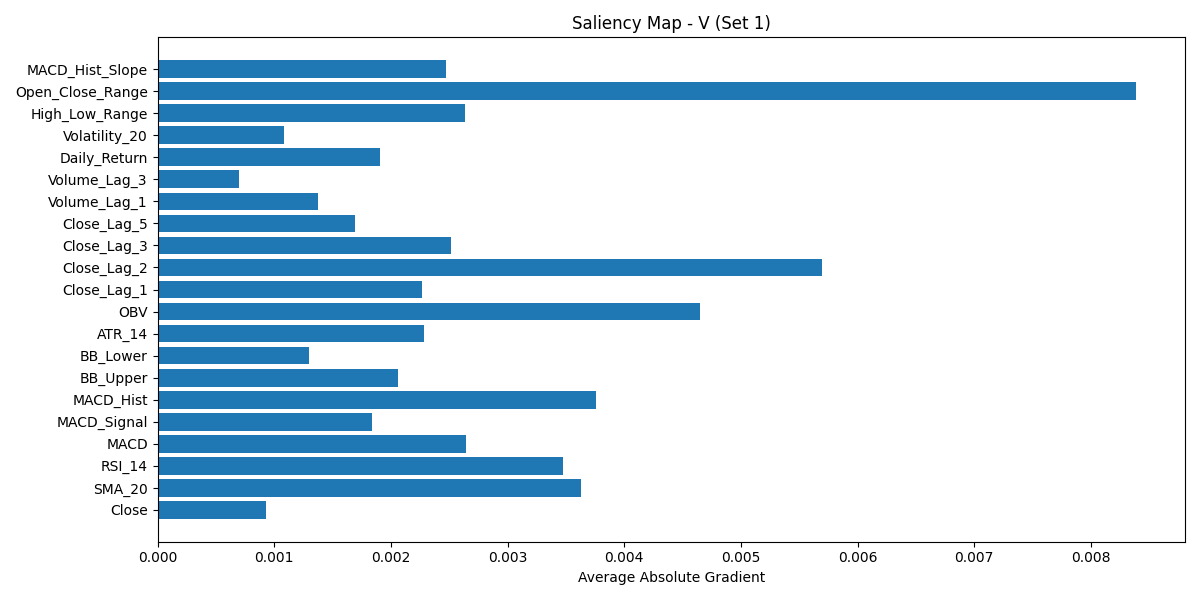 Saliency Map - V (Set 1)
MACD_Hist_Slope
Open_Close_Range
High_Low_Range
Volatility_20
Daily_Return
Volume_Lag_3
Volume_Lag_1
Close_Lag_5
Close_Lag_3
Close_Lag_2
Close_Lag_1
OBV
ATR_14
BB_Lower
BB_Upper
MACD_Hist
MACD_Signal
MACD
RSI_14
SMA_20
Close
0.000 0.001 0.002 0.003 0.004 0.005 0.006 0.007 0.008
Average Absolute Gradient